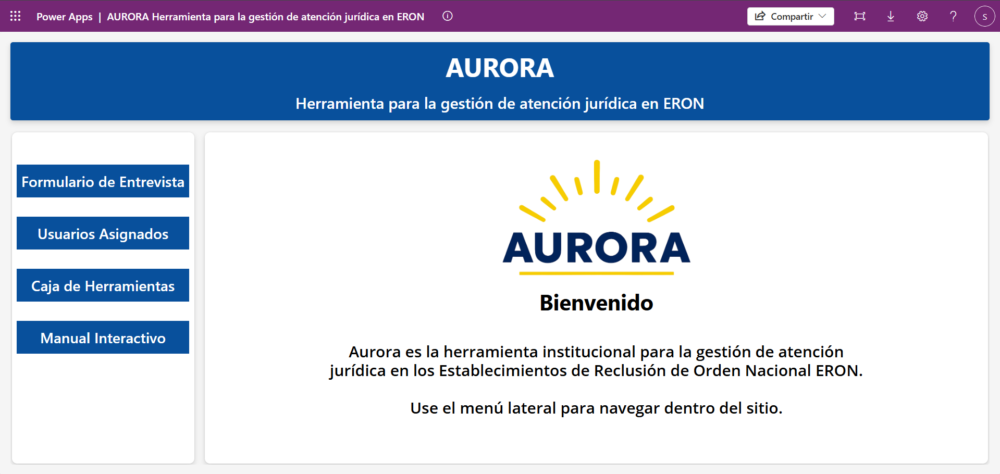 Power Apps | AURORA Herramienta para la gestión de atención jurídica en ERON
Compartir
S
AURORA
Herramienta para la gestión de atención jurídica en ERON
Formulario de Entrevista
Usuarios Asignados
Caja de Herramientas
Manual Interactivo
AURORA
Bienvenido
Aurora es la herramienta institucional para la gestión de atención
jurídica en los Establecimientos de Reclusión de Orden Nacional ERON.
Use el menú lateral para navegar dentro del sitio.